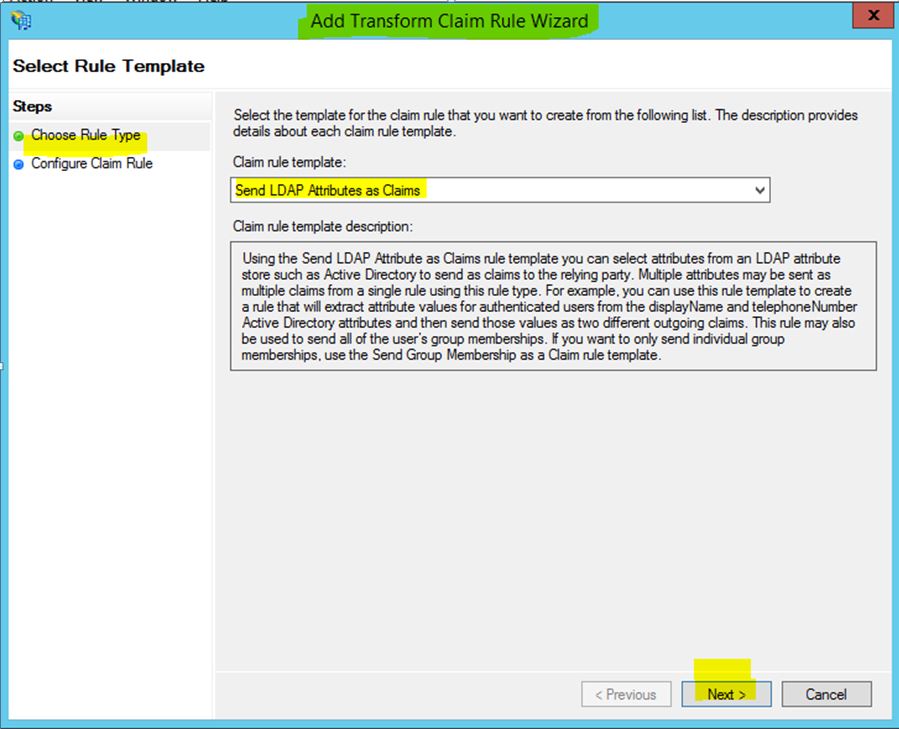 Add Transform Claim Rule Wizard
X
Select Rule Template
Steps
Choose Rule Type
Configure Claim Rule
Select the template for the claim rule that you want to create from the following list. The description provides
details about each claim rule template.
Claim rule template:
Send LDAP Attributes as Claims
Claim rule template description:
Using the Send LDAP Attribute as Claims rule template you can select attributes from an LDAP attribute
store such as Active Directory to send as claims to the relying party. Multiple attributes may be sent as
multiple claims from a single rule using this rule type. For example, you can use this rule template to create
a rule that will extract attribute values for authenticated users from the displayName and telephoneNumber
Active Directory attributes and then send those values as two different outgoing claims. This rule may also
be used to send all of the user's group memberships. If you want to only send individual group
memberships, use the Send Group Membership as a Claim rule template.
< Previous
Next >
Cancel